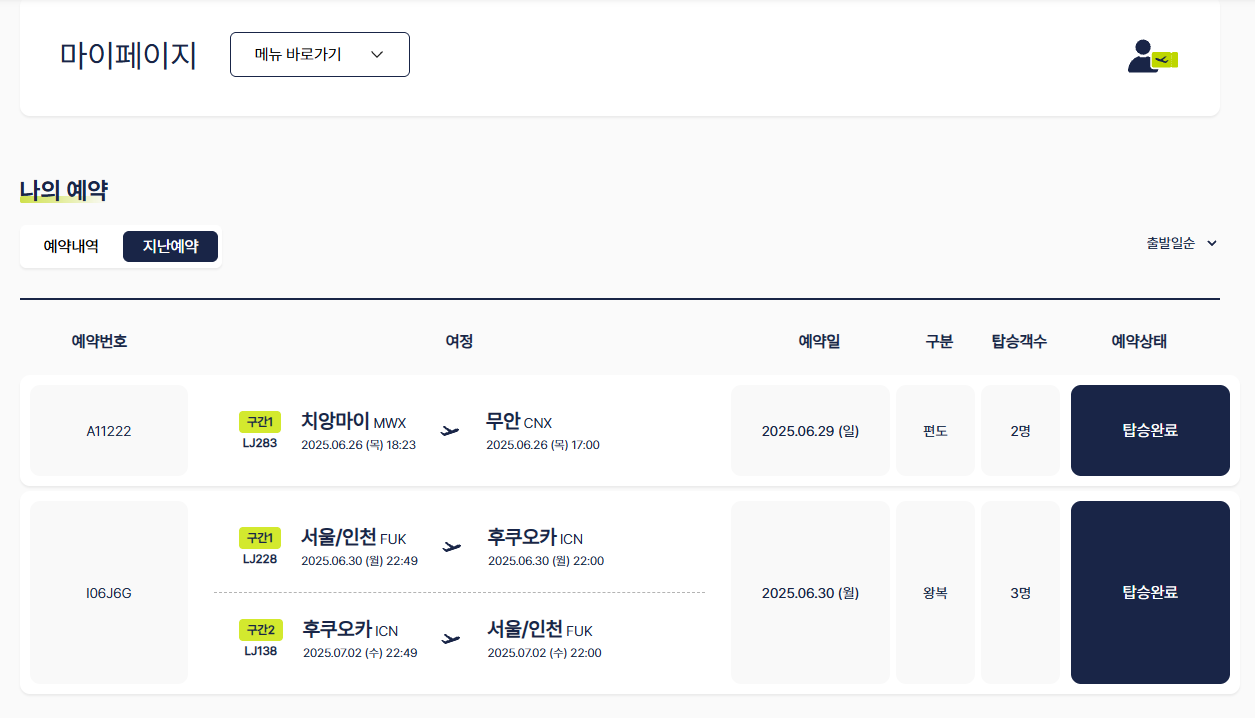 마이페이지
메뉴 바로가기
나의 예약
예약내역 지난예약
출발일순
예약번호 여정 예약일 구분 탑승객수 예약상태
A11222 구간1 치앙마이 MWX 무안 CNX 2025.06.29 (일) 편도 2명 탑승완료
LJ283 2025.06.26 (목) 18:23 2025.06.26 (목) 17:00
구간1 서울/인천 FUK 후쿠오카 ICN
LJ228 2025.06.30 (월) 22:49 2025.06.30 (월) 22:00
I06J6G 2025.06.30 (월) 왕복 3명 탑승완료
구간2 후쿠오카 ICN 서울/인천 FUK
LJ138 2025.07.02 (수) 22:49 2025.07.02 (수) 22:00